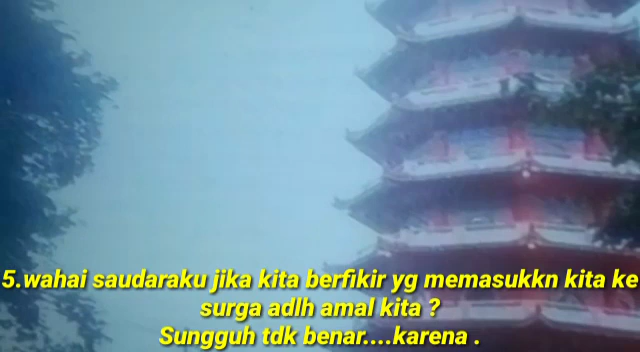 5.wahai saudaraku jika kita berfikir yg memasukkn kita ke
surga adlh amal kita ?
Sungguh tdk benar....karena .